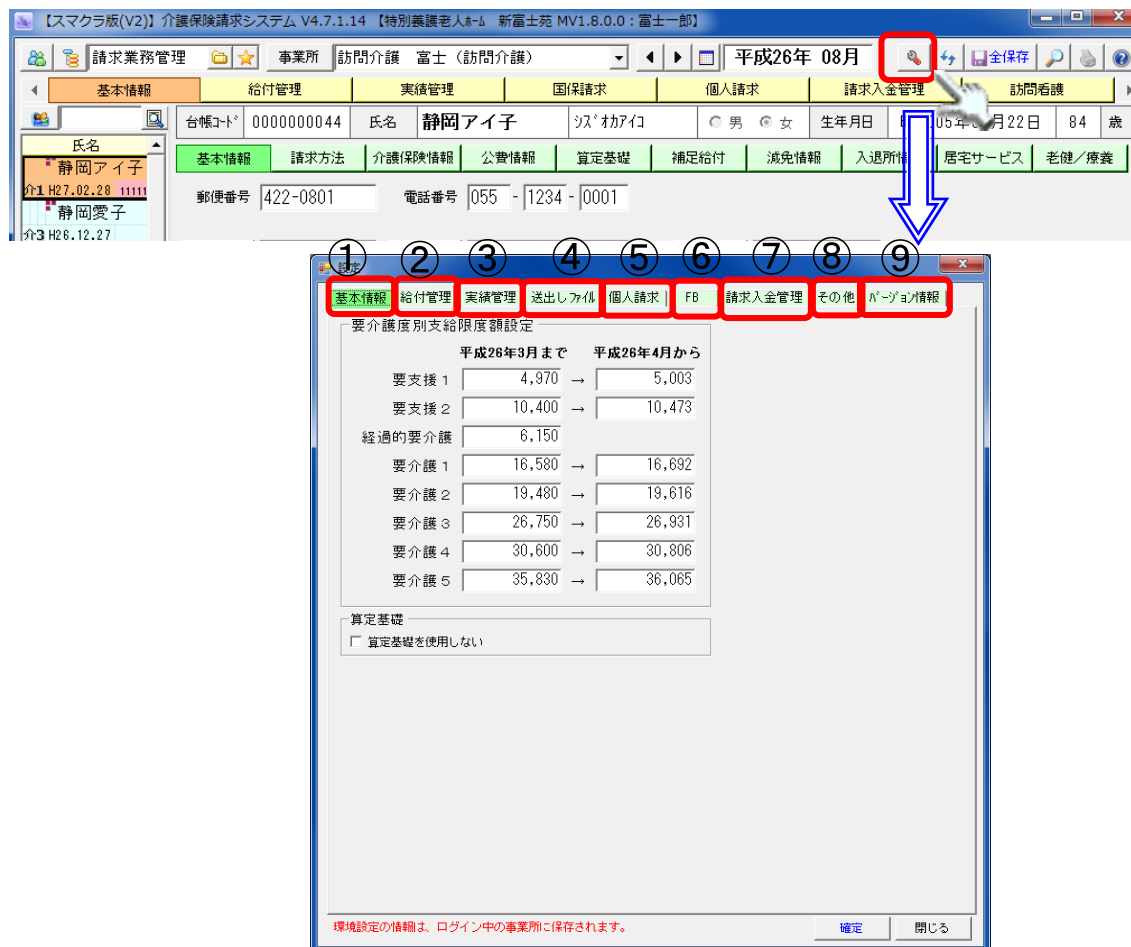 【スマクラ版(V2)】介護保険請求システム V4.7.1.14 【特別養護老人ﾎｰﾑ 新富士苑 MV1.8.0.0：富士一郎】
請求業務管理 事業所 訪問介護 富士（訪問介護） 平成26年 08月 全保存
基本情報 給付管理 実績管理 国保請求 個人請求 請求入金管理 訪問看護
台帳ｺｰﾄﾞ 0000000044 氏名 静岡アイ子 ｼｽﾞｵｶｱｲｺ 男 女 生年月日 月22日 84 歳
氏名
静岡アイ子
介1 H27.02.28 11111
静岡愛子
介3 H26.12.27
基本情報 請求方法 介護保険情報 公費情報 算定基礎 補足給付 減免情報 居宅サービス 老健／療養
郵便番号 422-0801 電話番号 055 - 1234 - 0001
① ② ③ ④ ⑤ ⑥ ⑦ ⑧ ⑨
設定
基本情報 給付管理 実績管理 送出しファイル 個人請求 FB 請求入金管理 その他 ﾊﾞｰｼﾞｮﾝ情報
要介護度別支給限度額設定
平成26年3月まで 平成26年4月から
要支援1 4,970 → 5,003
要支援2 10,400 → 10,473
経過的要介護 6,150
要介護1 16,580 → 16,692
要介護2 19,480 → 19,616
要介護3 26,750 → 26,931
要介護4 30,600 → 30,806
要介護5 35,830 → 36,065
算定基礎
算定基礎を使用しない
環境設定の情報は、ログイン中の事業所に保存されます。
確定 閉じる